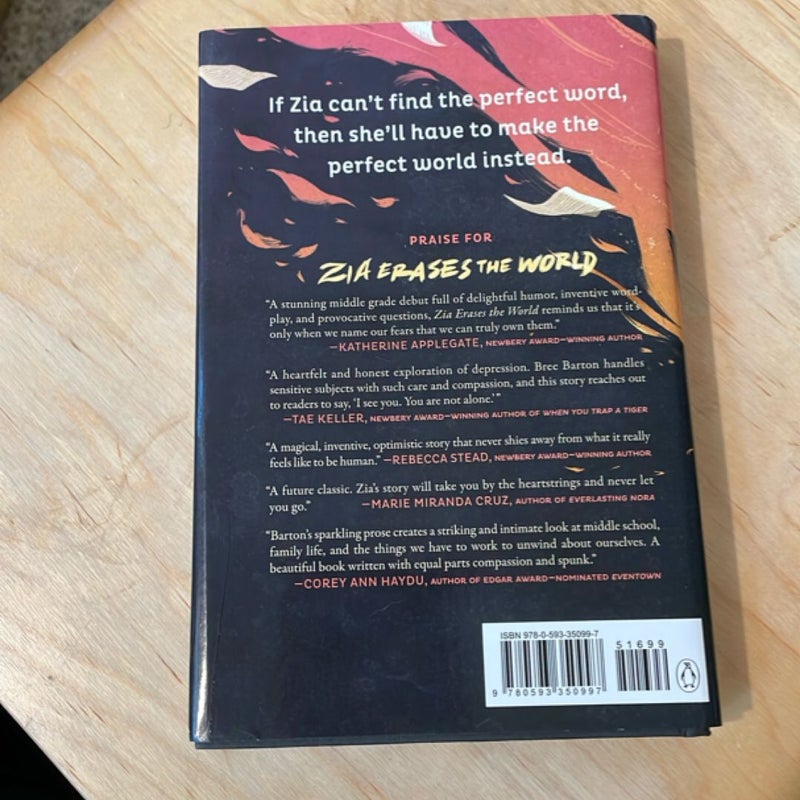 If Zia can't find the perfect word,
then she'll have to make the
perfect world instead.
PRAISE FOR
ZIA ERASES THE WORLD
“A stunning middle grade debut full of delightful humor, inventive word-
play, and provocative questions, Zia Erases the World reminds us that it's
only when we name our fears that we can truly own them.”
—KATHERINE APPLEGATE, NEWBERY AWARD–WINNING AUTHOR
“A heartfelt and honest exploration of depression. Bree Barton handles
sensitive subjects with such care and compassion, and this story reaches out
to readers to say, ‘I see you. You are not alone.’”
—TAE KELLER, NEWBERY AWARD–WINNING AUTHOR OF WHEN YOU TRAP A TIGER
“A magical, inventive, optimistic story that never shies away from what it really
feels like to be human.” —REBECCA STEAD, NEWBERY AWARD–WINNING AUTHOR
“A future classic. Zia's story will take you by the heartstrings and never let
you go.” —MARIE MIRANDA CRUZ, AUTHOR OF EVERLASTING NORA
“Barton's sparkling prose creates a striking and intimate look at middle school,
family life, and the things we have to work to unwind about ourselves. A
beautiful book written with equal parts compassion and spunk.”
—COREY ANN HAYDU, AUTHOR OF EDGAR AWARD–NOMINATED EVENTOWN
ISBN 978-0-593-35099-7
51699
9 780593 350997